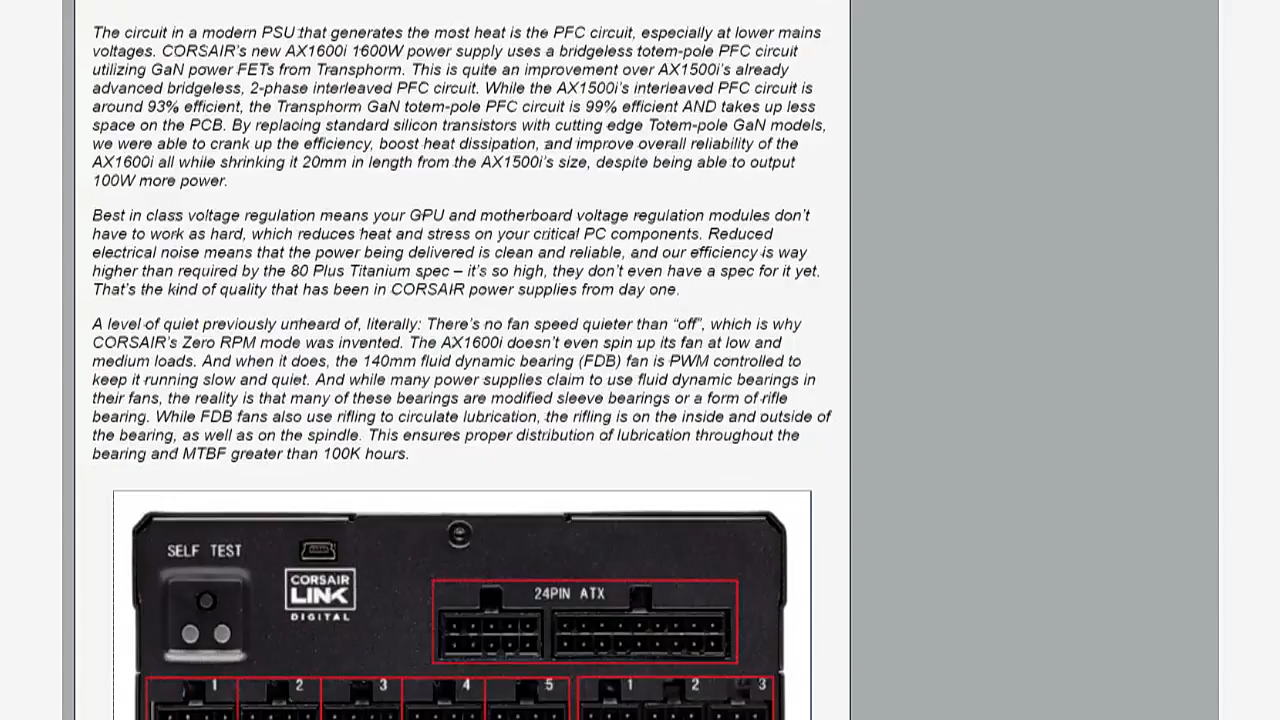 The circuit in a modern PSU that generates the most heat is the PFC circuit, especially at lower mains
voltages. CORSAIR's new AX1600i 1600W power supply uses a bridgeless totem-pole PFC circuit
utilizing GaN power FETs from Transphorm. This is quite an improvement over AX1500i's already
advanced bridgeless, 2-phase interleaved PFC circuit. While the AX1500i's interleaved PFC circuit is
around 93% efficient, the Transphorm GaN totem-pole PFC circuit is 99% efficient AND takes up less
space on the PCB. By replacing standard silicon transistors with cutting edge Totem-pole GaN models,
we were able to crank up the efficiency, boost heat dissipation, and improve overall reliability of the
AX1600i all while shrinking it 20mm in length from the AX1500i's size, despite being able to output
100W more power.
Best in class voltage regulation means your GPU and motherboard voltage regulation modules don't
have to work as hard, which reduces heat and stress on your critical PC components. Reduced
electrical noise means that the power being delivered is clean and reliable, and our efficiency is way
higher than required by the 80 Plus Titanium spec – it's so high, they don't even have a spec for it yet.
That's the kind of quality that has been in CORSAIR power supplies from day one.
A level of quiet previously unheard of, literally: There's no fan speed quieter than "off", which is why
CORSAIR's Zero RPM mode was invented. The AX1600i doesn't even spin up its fan at low and
medium loads. And when it does, the 140mm fluid dynamic bearing (FDB) fan is PWM controlled to
keep it running slow and quiet. And while many power supplies claim to use fluid dynamic bearings in
their fans, the reality is that many of these bearings are modified sleeve bearings or a form of rifle
bearing. While FDB fans also use rifling to circulate lubrication, the rifling is on the inside and outside of
the bearing, as well as on the spindle. This ensures proper distribution of lubrication throughout the
bearing and MTBF greater than 100K hours.
SELF TEST
CORSAIR
LINK
DIGITAL
24PIN ATX
1 2 3 4 5 1 2 3